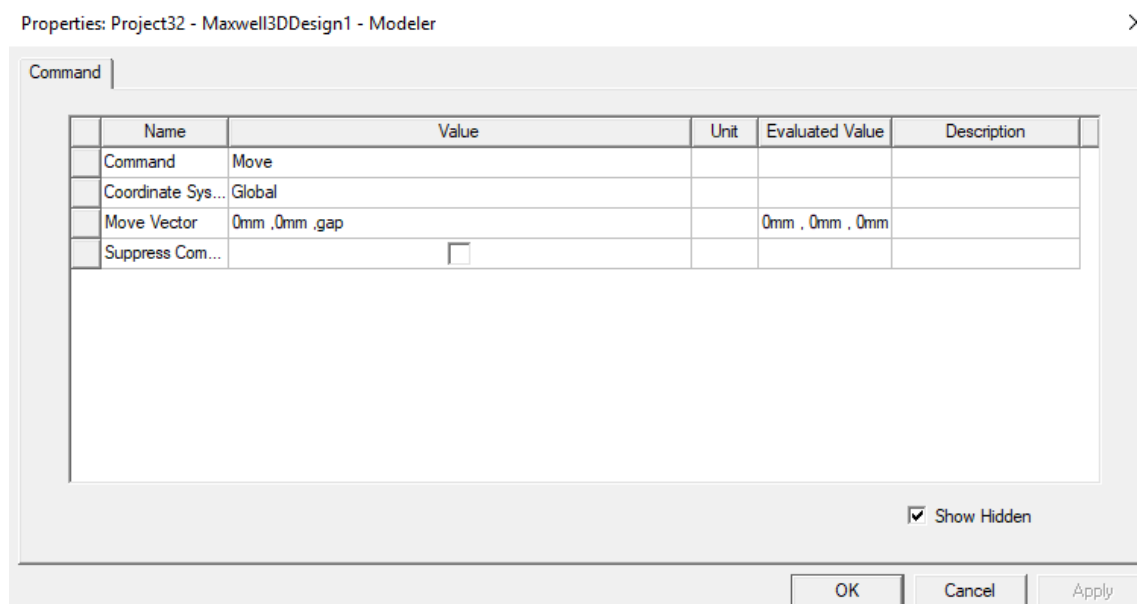 Properties: Project32 - Maxwell3DDesign1 - Modeler
Command
Name Value Unit Evaluated Value Description
Command Move
Coordinate Sys... Global
Move Vector 0mm ,0mm ,gap 0mm , 0mm , 0mm
Suppress Com...
Show Hidden
OK Cancel Apply